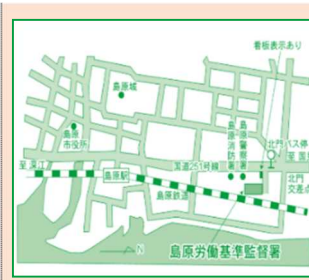 看板表示あり
島原城
島原
市役所
島原消防署
島原警察署
北門バス停
至 国
至 深江
国道251号線
島原駅
島原鉄道
北門
交差点
島原労働基準監督署
N